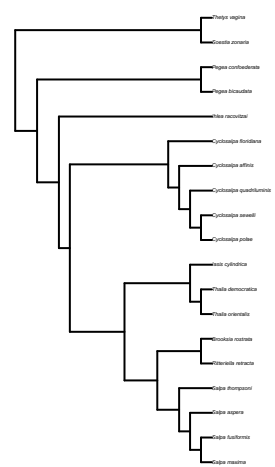 Thetys vagina
Soestia zonaria
Pegea confoederata
Pegea bicaudata
Ihlea racovitzai
Cyclosalpa floridiana
Cyclosalpa affinis
Cyclosalpa quadriluminis
Cyclosalpa sewelli
Cyclosalpa polae
Iasis cylindrica
Thalia democratica
Thalia orientalis
Brooksia rostrata
Ritteriella retracta
Salpa thompsoni
Salpa aspera
Salpa fusiformis
Salpa maxima